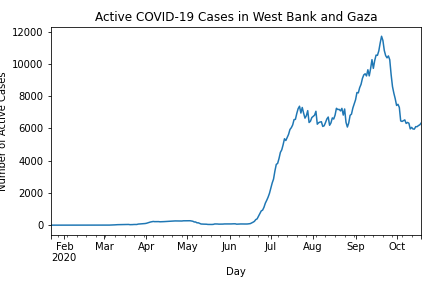 Active COVID-19 Cases in West Bank and Gaza
Number of Active Cases
12000
10000
8000
6000
4000
2000
0
Feb Mar Apr May Jun Jul Aug Sep Oct
2020
Day